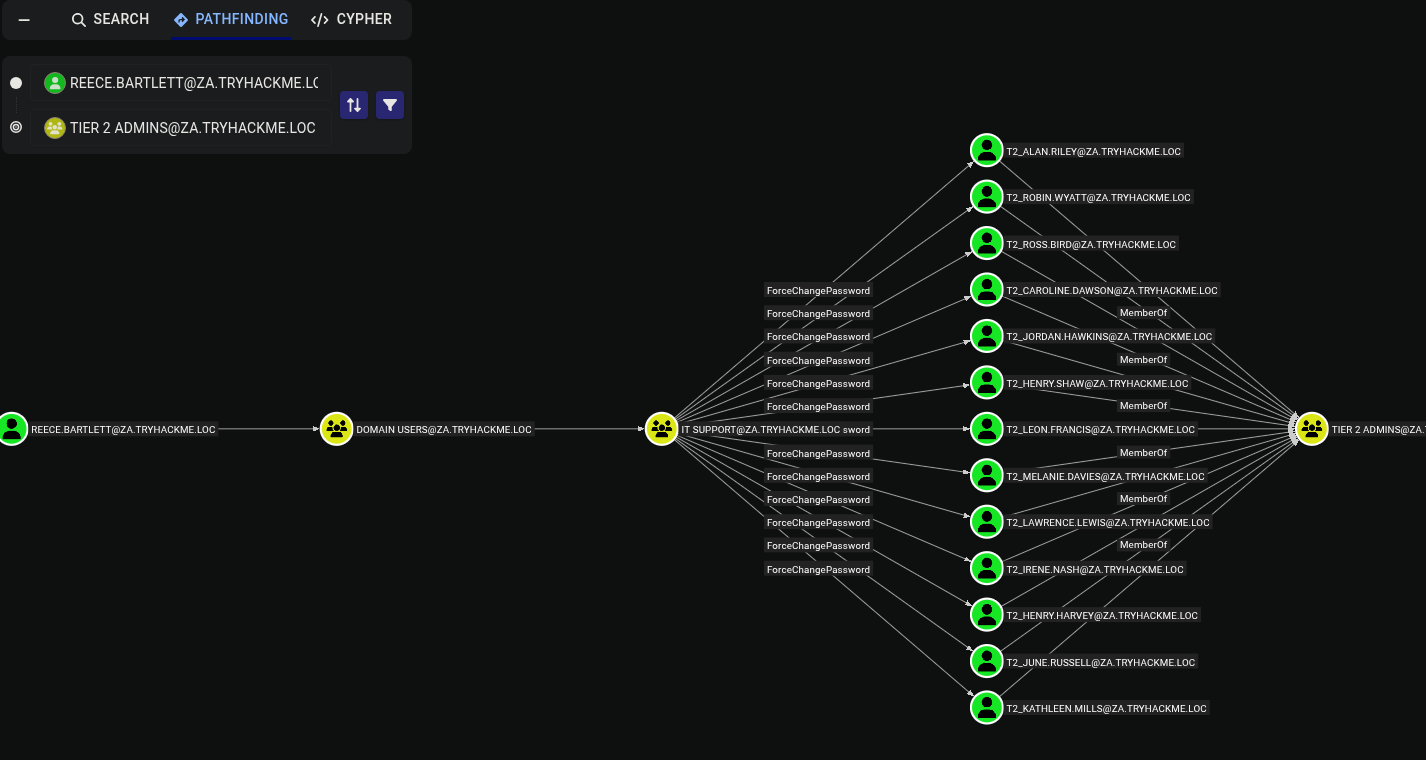 SEARCH
PATHFINDING
CYPHER
REECE.BARTLETT@ZA.TRYHACKME.LC
TIER 2 ADMINS@ZA.TRYHACKME.LOC
T2_ALAN.RILEY@ZA.TRYHACKME.LOC
T2_ROBIN.WYATT@ZA.TRYHACKME.LOC
T2_ROSS.BIRD@ZA.TRYHACKME.LOC
ForceChangePassword
T2_CAROLINE.DAWSON@ZA.TRYHACKME.LOC
ForceChangePassword
MemberOf
ForceChangePassword
T2_JORDAN.HAWKINS@ZA.TRYHACKME.LOC
ForceChangePassword
MemberOf
ForceChangePassword
T2_HENRY.SHAW@ZA.TRYHACKME.LOC
ForceChangePassword
MemberOf
REECE.BARTLETT@ZA.TRYHACKME.LOC
DOMAIN USERS@ZA.TRYHACKME.LOC
IT SUPPORT@ZA.TRYHACKME.LOC
sword
T2_LEON.FRANCIS@ZA.TRYHACKME.LOC
TIER 2 ADMINS@ZA.
ForceChangePassword
MemberOf
ForceChangePassword
T2_MELANIE.DAVIES@ZA.TRYHACKME.LOC
ForceChangePassword
MemberOf
ForceChangePassword
T2_LAWRENCE.LEWIS@ZA.TRYHACKME.LOC
ForceChangePassword
MemberOf
ForceChangePassword
T2_IRENE.NASH@ZA.TRYHACKME.LOC
T2_HENRY.HARVEY@ZA.TRYHACKME.LOC
T2_JUNE.RUSSELL@ZA.TRYHACKME.LOC
T2_KATHLEEN.MILLS@ZA.TRYHACKME.LOC